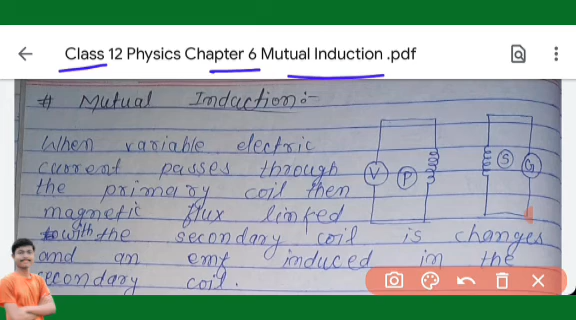 Class 12 Physics Chapter 6 Mutual Induction .pdf
# Mutual Induction:-
When variable electric
current passes through
the primary coil then
magnetic flux linked
with the secondary coil is changes
and an emf induced in the
secondary coil.
V
P
S
G